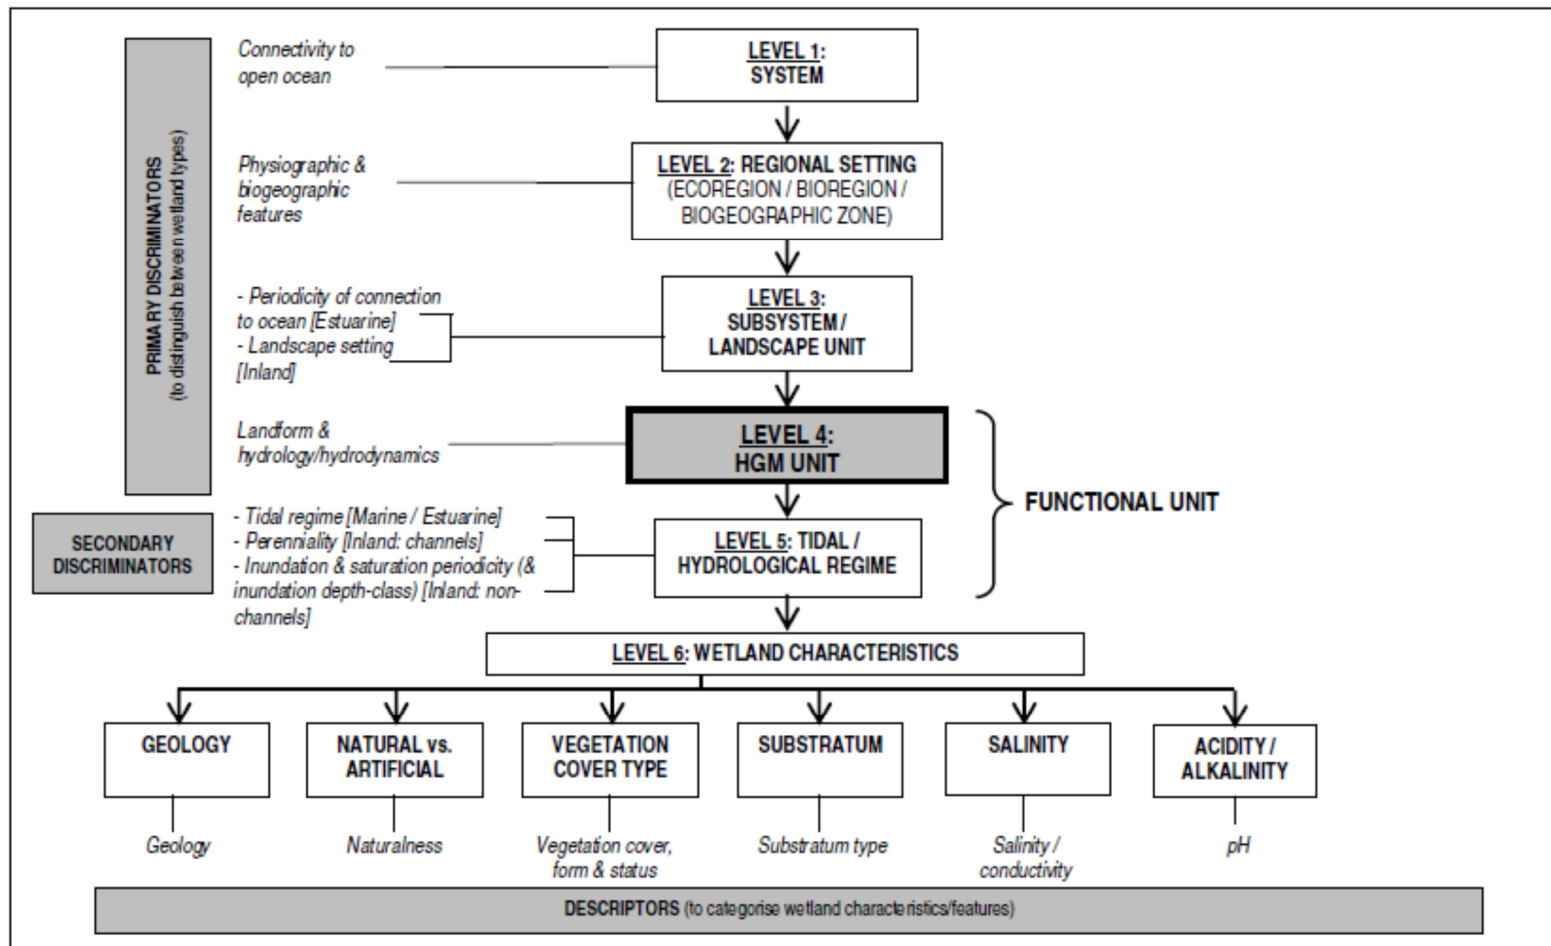 PRIMARY DISCRIMINATORS
(to distinguish between wetland types)
Connectivity to
open ocean
LEVEL 1:
SYSTEM
Physiographic &
biogeographic
features
LEVEL 2: REGIONAL SETTING
(ECOREGION / BIOREGION /
BIOGEOGRAPHIC ZONE)
- Periodicity of connection
to ocean [Estuarine]
- Landscape setting
[Inland]
LEVEL 3:
SUBSYSTEM /
LANDSCAPE UNIT
Landform &
hydrology/hydrodynamics
LEVEL 4:
HGM UNIT
FUNCTIONAL UNIT
SECONDARY
DISCRIMINATORS
- Tidal regime [Marine / Estuarine]
- Perenniality [Inland: channels]
- Inundation & saturation periodicity (&
inundation depth-class) [Inland: non-
channels]
LEVEL 5: TIDAL /
HYDROLOGICAL REGIME
LEVEL 6: WETLAND CHARACTERISTICS
GEOLOGY
NATURAL vs.
ARTIFICIAL
VEGETATION
COVER TYPE
SUBSTRATUM
SALINITY
ACIDITY /
ALKALINITY
Geology
Naturalness
Vegetation cover,
form & status
Substratum type
Salinity /
conductivity
pH
DESCRIPTORS (to categorise wetland characteristics/features)